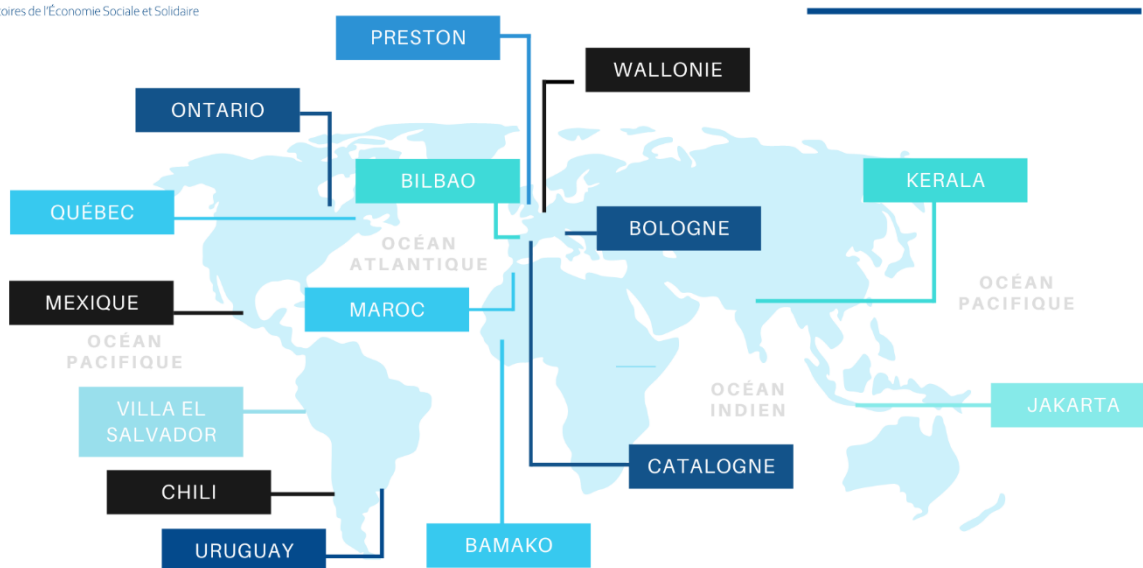 de l'Économie Sociale et Solidaire
PRESTON
WALLONIE
ONTARIO
BILBAO
KERALA
QUÉBEC
BOLOGNE
OCÉAN
ATLANTIQUE
MEXIQUE
MAROC
OCÉAN
PACIFIQUE
OCÉAN
PACIFIQUE
VILLA EL
SALVADOR
OCÉAN
INDIEN
JAKARTA
CATALOGNE
CHILI
URUGUAY
BAMAKO